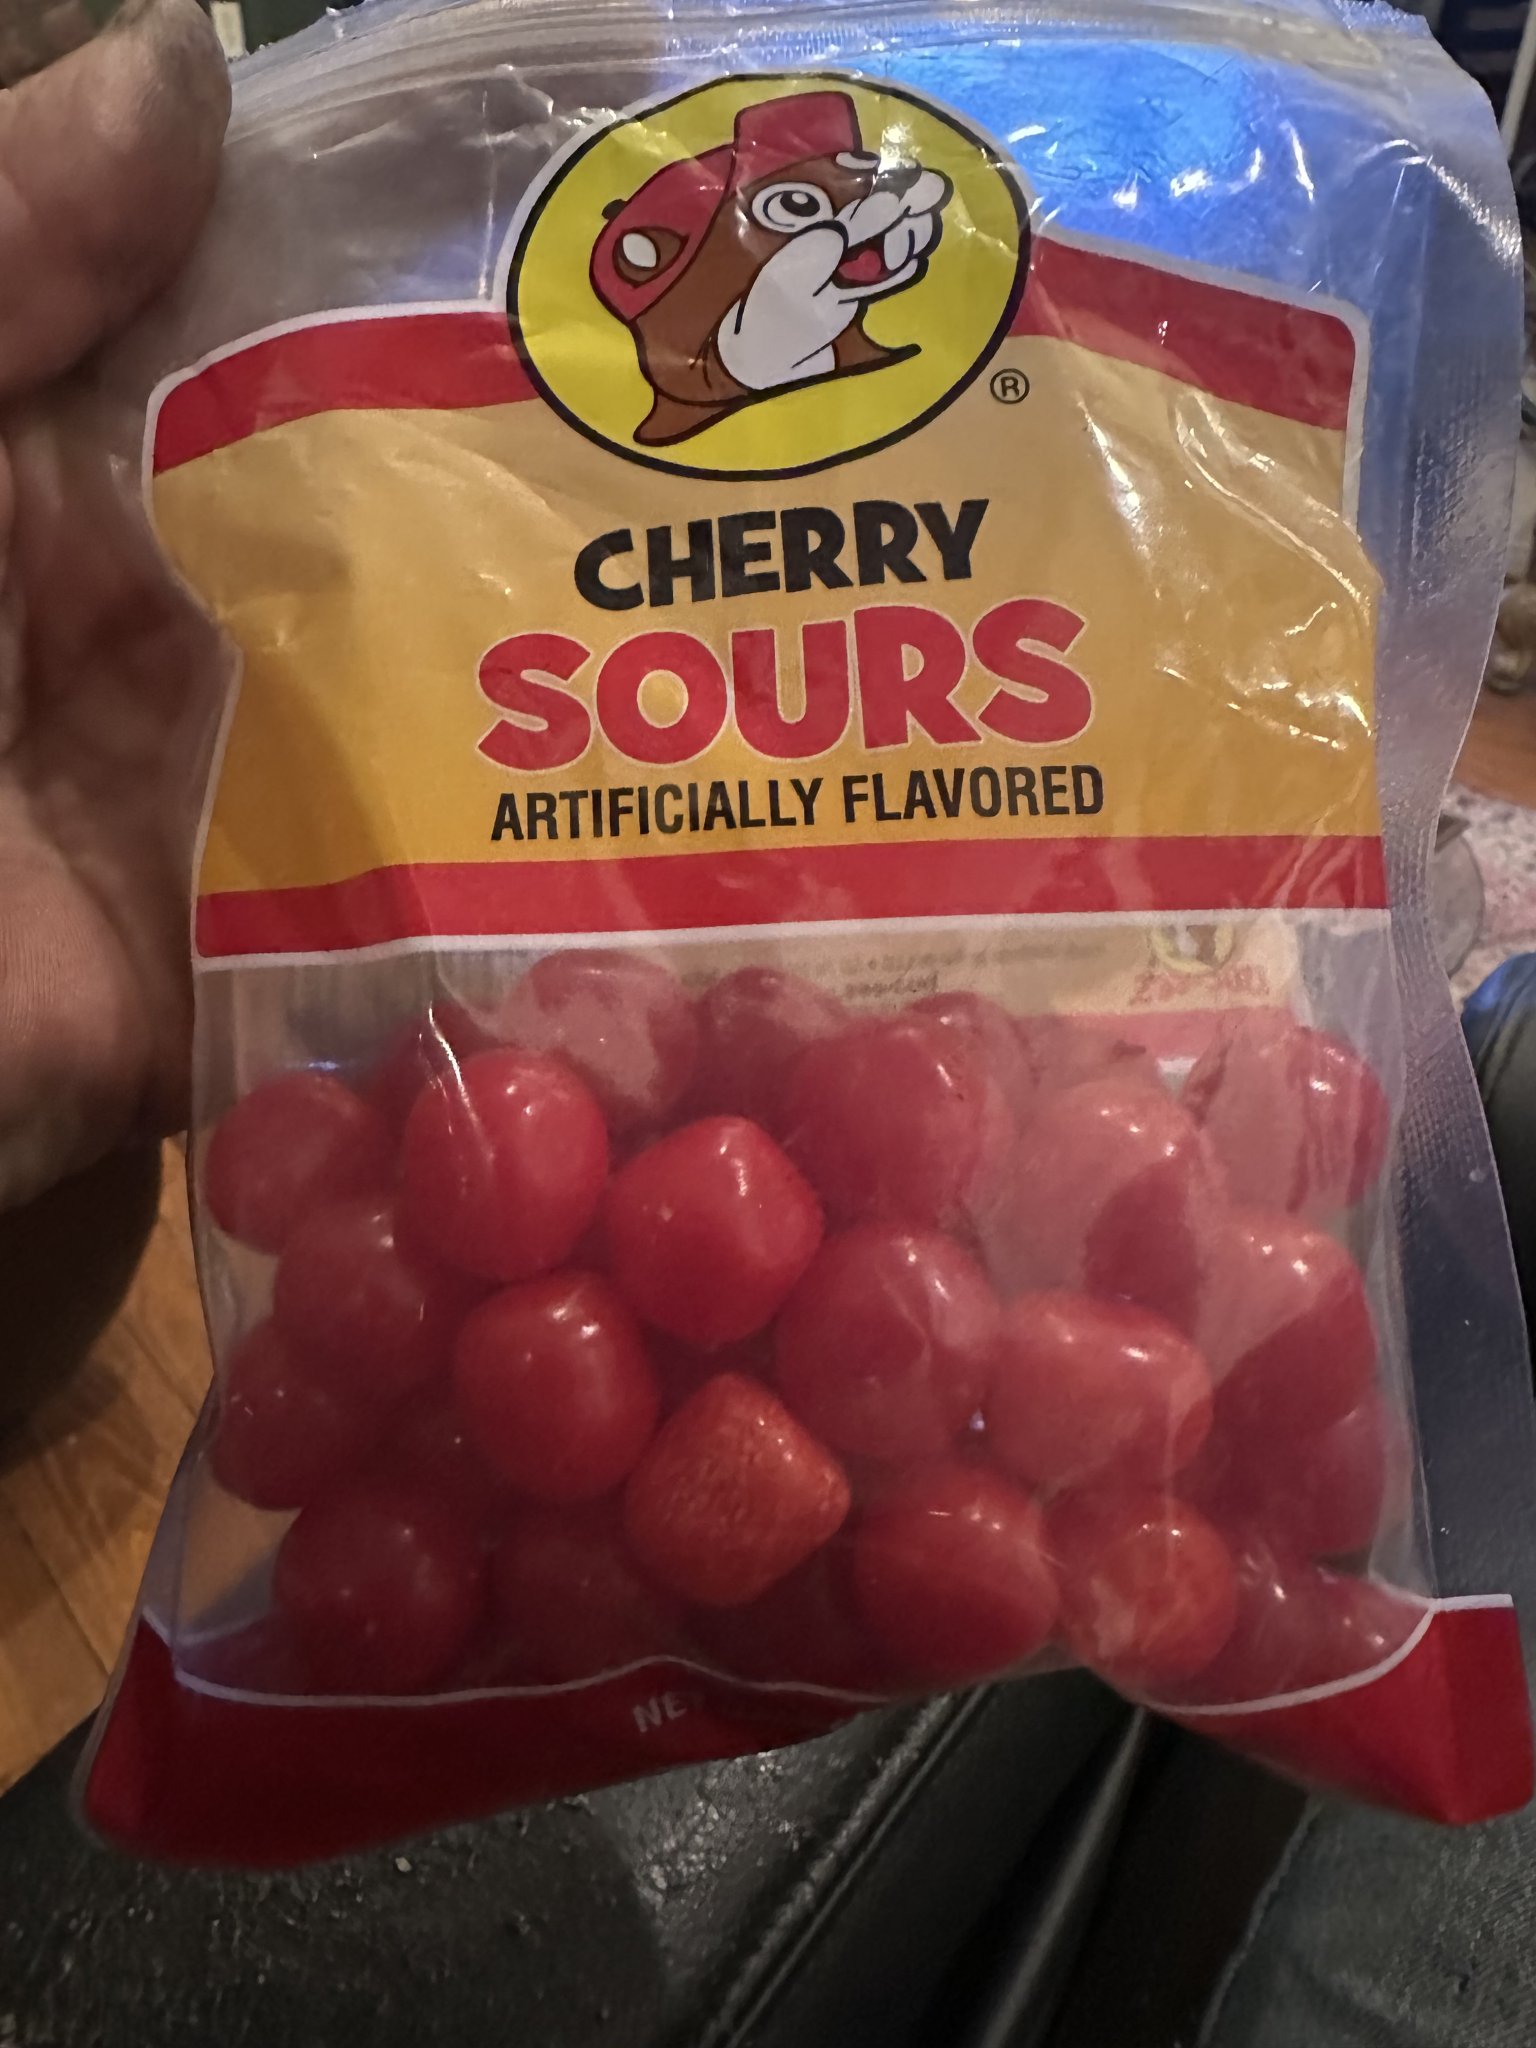 ®
CHERRY
SOURS
ARTIFICIALLY FLAVORED